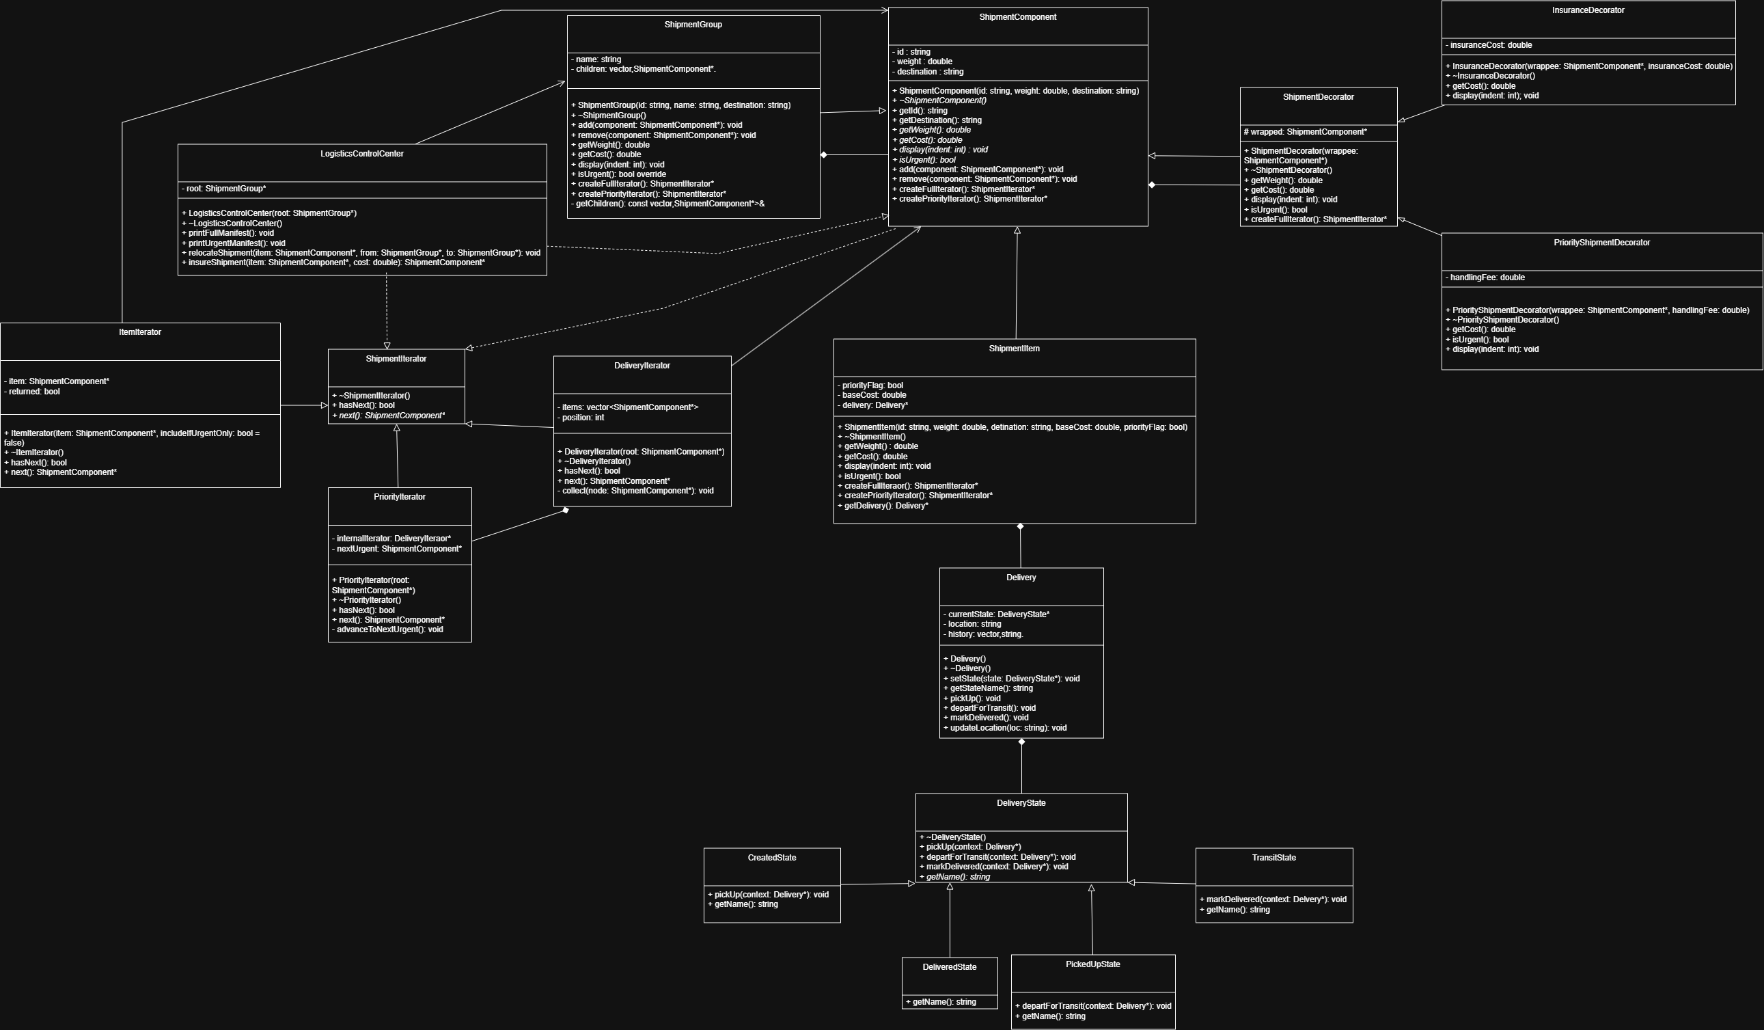 ShipmentGroup
- name: string
- children: vector,ShipmentComponent*.
+ ShipmentGroup(id: string, name: string, destination: string)
+ ~ShipmentGroup()
+ add(component: ShipmentComponent*): void
+ remove(component: ShipmentComponent*): void
+ getWeight(): double
+ getCost(): double
+ display(indent: int): void
+ isUrgent(): bool override
+ createFullIterator(): ShipmentIterator*
+ createPriorityIterator(): ShipmentIterator*
- getChildren(): const vector,ShipmentComponent*>&
ShipmentComponent
- id : string
- weight : double
- destination : string
+ ShipmentComponent(id: string, weight: double, destination: string)
+ ~ShipmentComponent()
+ getId(): string
+ getDestination(): string
+ getWeight(): double
+ getCost(): double
+ display(indent: int) : void
+ isUrgent(): bool
+ add(component: ShipmentComponent*): void
+ remove(component: ShipmentComponent*): void
+ createFullIterator(): ShipmentIterator*
+ createPriorityIterator(): ShipmentIterator*
InsuranceDecorator
- insuranceCost: double
+ InsuranceDecorator(wrappee: ShipmentComponent*, insuranceCost: double)
+ ~InsuranceDecorator()
+ getCost(): double
+ display(indent: int); void
ShipmentDecorator
# wrapped: ShipmentComponent*
+ ShipmentDecorator(wrappee:
ShipmentComponent*)
+ ~ShipmentDecorator()
+ getWeight(): double
+ getCost(): double
+ display(indent: int): void
+ isUrgent(): bool
+ createFullIterator(): ShipmentIterator*
PriorityShipmentDecorator
- handlingFee: double
+ PriorityShipmentDecorator(wrappee: ShipmentComponent*, handlingFee: double)
+ ~PriorityShipmentDecorator()
+ getCost(): double
+ isUrgent(): bool
+ display(indent: int): void
LogisticsControlCenter
- root: ShipmentGroup*
+ LogisticsControlCenter(root: ShipmentGroup*)
+ ~LogisticsControlCenter()
+ printFullManifest(): void
+ printUrgentManifest(): void
+ relocateShipment(item: ShipmentComponent*, from: ShipmentGroup*, to: ShipmentGroup*): void
+ insureShipment(item: ShipmentComponent*, cost: double): ShipmentComponent*
ItemIterator
- item: ShipmentComponent*
- returned: bool
+ ItemIterator(item: ShipmentComponent*, includeIfUrgentOnly: bool =
false)
+ ~ItemIterator()
+ hasNext(): bool
+ next(): ShipmentComponent*
ShipmentIterator
+ ~ShipmentIterator()
+ hasNext(): bool
+ next(): ShipmentComponent*
DeliveryIterator
- items: vector<ShipmentComponent*>
- position: int
+ DeliveryIterator(root: ShipmentComponent*)
+ ~DeliveryIterator()
+ hasNext(): bool
+ next(): ShipmentComponent*
- collect(node: ShipmentComponent*): void
ShipmentItem
- priorityFlag: bool
- baseCost: double
- delivery: Delivery*
+ ShipmentItem(id: string, weight: double, detination: string, baseCost: double, priorityFlag: bool)
+ ~ShipmentItem()
+ getWeight() : double
+ getCost(): double
+ display(indent: int): void
+ isUrgent(): bool
+ createFullIteraor(): ShipmentIterator*
+ createPriorityIterator(): ShipmentIterator*
+ getDelivery(): Delivery*
PriorityIterator
- internalIterator: DeliveryIteraor*
- nextUrgent: ShipmentComponent*
+ PriorityIterator(root:
ShipmentComponent*)
+ ~PriorityIterator()
+ hasNext(): bool
+ next(): ShipmentComponent*
- advanceToNextUrgent(): void
Delivery
- currentState: DeliveryState*
- location: string
- history: vector,string.
+ Delivery()
+ ~Delivery()
+ setState(state: DeliveryState*): void
+ getStateName(): string
+ pickUp(): void
+ departForTransit(): void
+ markDelivered(): void
+ updateLocation(loc: string): void
DeliveryState
+ ~DeliveryState()
+ pickUp(context: Delivery*)
+ departForTransit(context: Delivery*): void
+ markDelivered(context: Delivery*): void
+ getName(): string
CreatedState
+ pickUp(context: Delivery*): void
+ getName(): string
TransitState
+ markDelivered(context: Delvery*): void
+ getName(): string
DeliveredState
+ getName(): string
PickedUpState
+ departForTransit(context: Delivery*): void
+ getName(): string